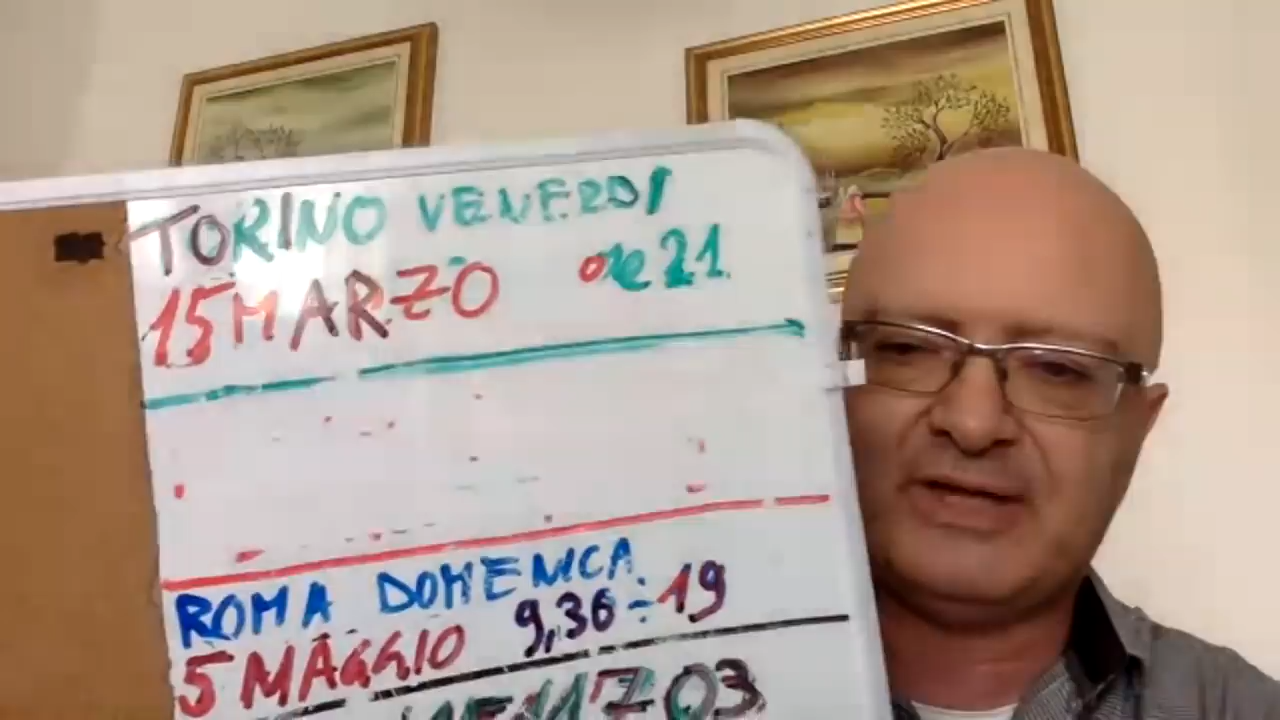 TORINO VENERDI
15 MARZO ore 21.
ROMA DOMENICA
5 MAGGIO 9,30÷19